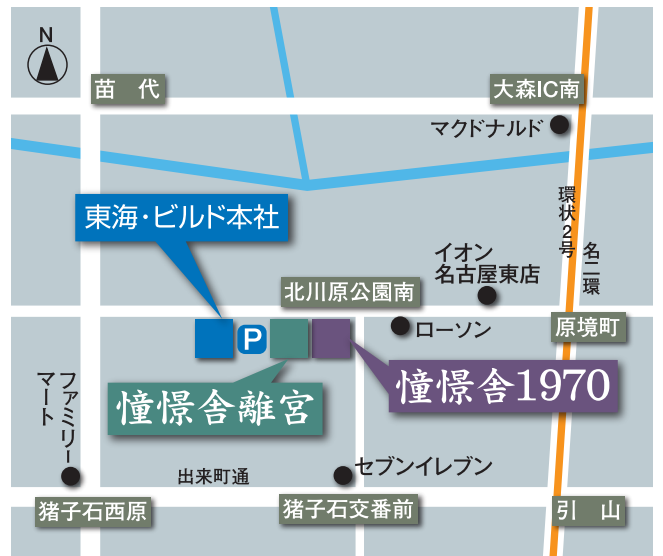 N
苗代
大森IC南
マクドナルド
東海・ビルド本社
環状2号
名二環
イオン
名古屋東店
北川原公園南
P
ローソン
原境町
憧憬舎1970
憧憬舎離宮
ファミリー
マート
出来町通
セブンイレブン
猪子石西原
猪子石交番前
引山